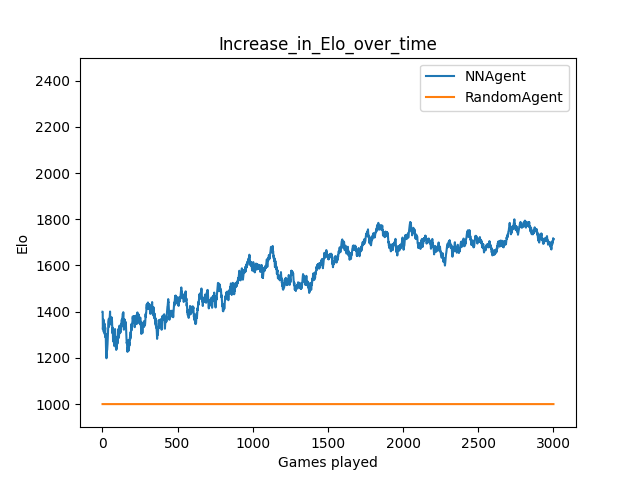 Increase_in_Elo_over_time
NNAgent
RandomAgent
2400
2200
2000
1800
1600
1400
1200
1000
Elo
0 500 1000 1500 2000 2500 3000
Games played